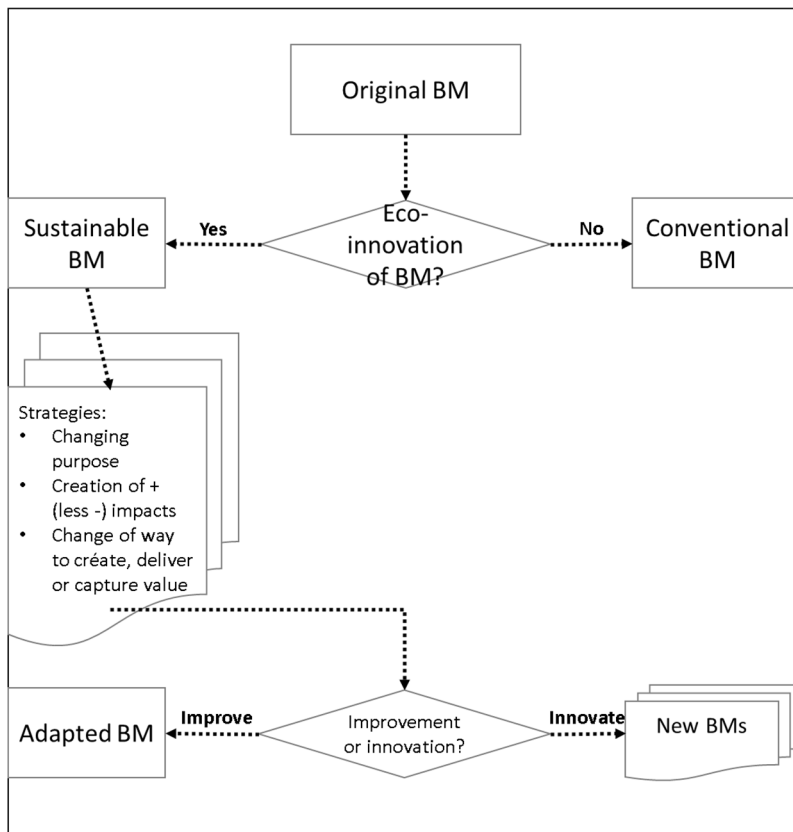 Original BM
Eco-
innovation
of BM?
Yes
No
Sustainable
BM
Conventional
BM
Strategies:
• Changing
purpose
• Creation of +
(less -) impacts
• Change of way
to créate, deliver
or capture value
Improvement
or innovation?
Improve
Innovate
Adapted BM
New BMs